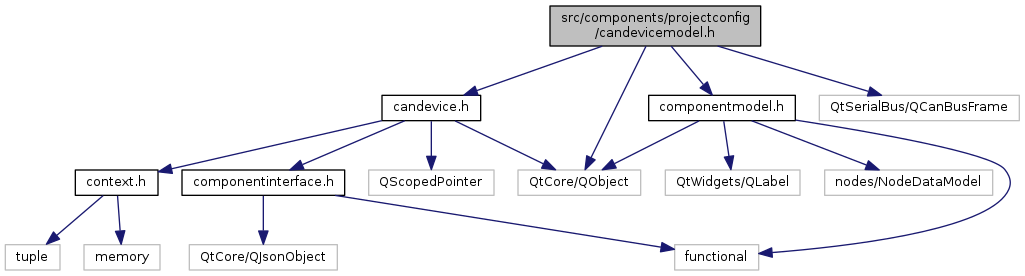 src/components/projectconfig
/candevicemodel.h
candevice.h
componentmodel.h
QtSerialBus/QCanBusFrame
context.h
componentinterface.h
QScopedPointer
QtCore/QObject
QtWidgets/QLabel
nodes/NodeDataModel
tuple
memory
QtCore/QJsonObject
functional